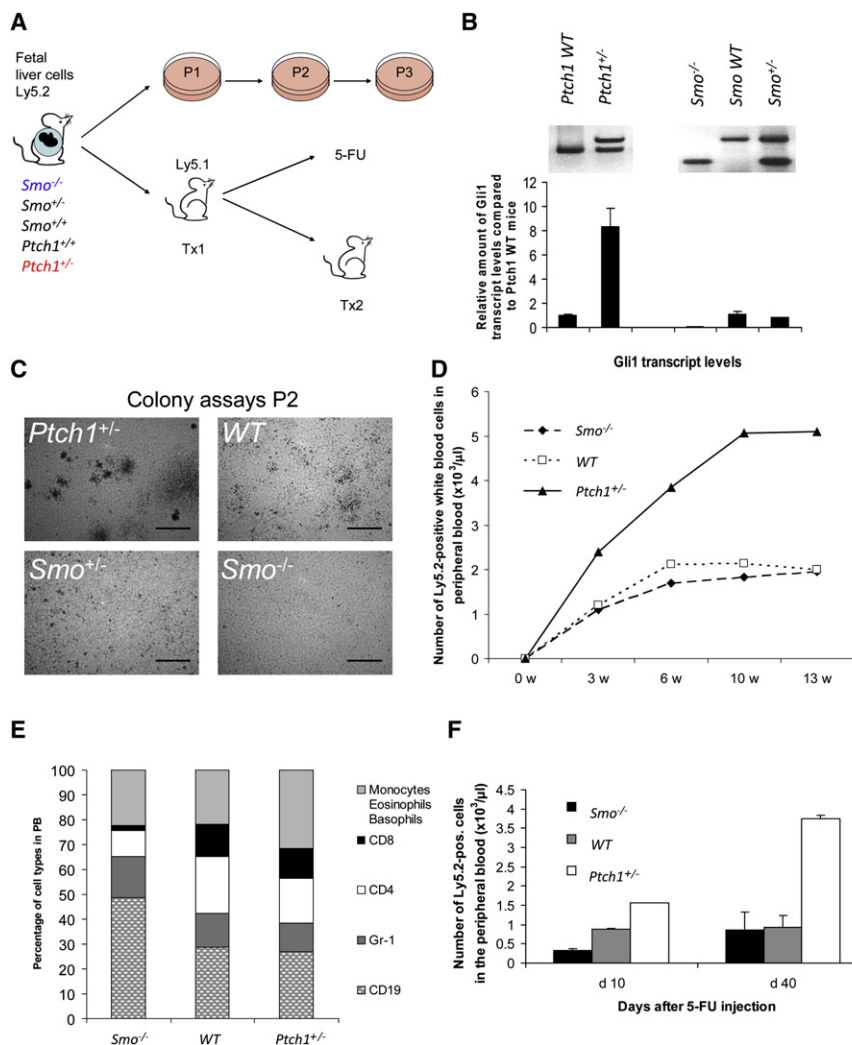 A
Fetal
liver cells
Ly5.2
P1
P2
P3
Ly5.1
5-FU
Smo-/-
Smo+/-
Smo+/+
Ptch1+/+
Ptch1+/-
Tx1
Tx2
B
Ptch1 WT
Ptch1+/-
Smo-/-
Smo WT
Smo+/-
Relative amount of Gli1
transcript levels compared
to Ptch1 WT mice
12
10
8
6
4
2
0
Gli1 transcript levels
C
Colony assays P2
Ptch1+/-
WT
Smo+/-
Smo-/-
D
Number of Ly5.2-positive white blood cells in
peripheral blood (x10³/µl)
6
5
4
3
2
1
0
Smo-/-
WT
Ptch1+/-
0 w
3 w
6 w
10 w
13 w
E
Percentage of cell types in PB
100
90
80
70
60
50
40
30
20
10
0
Monocytes
Eosinophils
Basophils
CD8
CD4
Gr-1
CD19
Smo-/-
WT
Ptch1+/-
F
Number of Ly5.2-pos. cells
in the peripheral blood (x10³/µl)
4.5
4
3.5
3
2.5
2
1.5
1
0.5
0
Smo-/-
WT
Ptch1+/-
d 10
d 40
Days after 5-FU injection